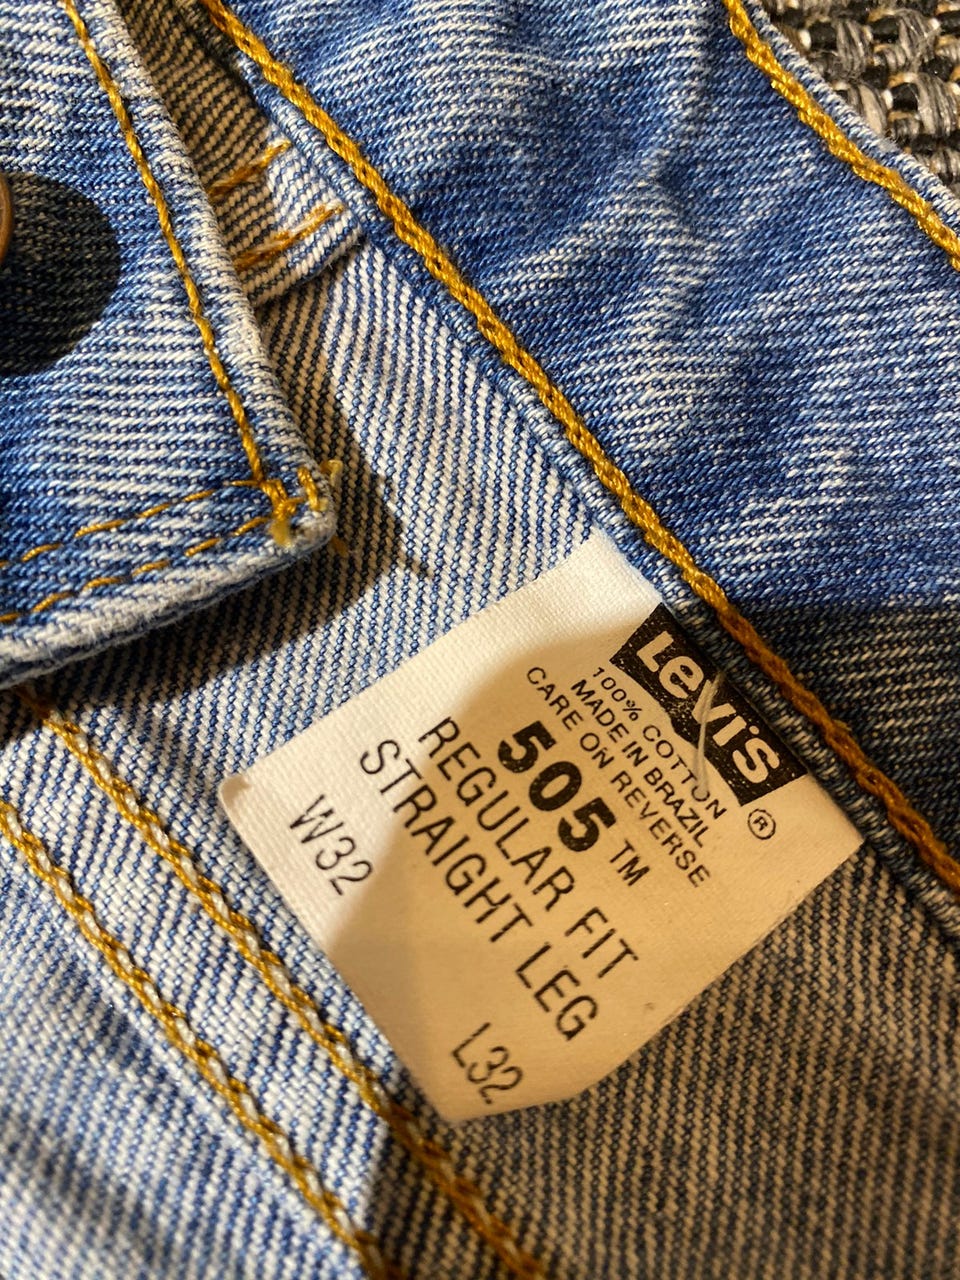 Levi's ®
100% COTTON
MADE IN BRAZIL
CARE ON REVERSE
505 TM
REGULAR FIT
STRAIGHT LEG
W32 L32